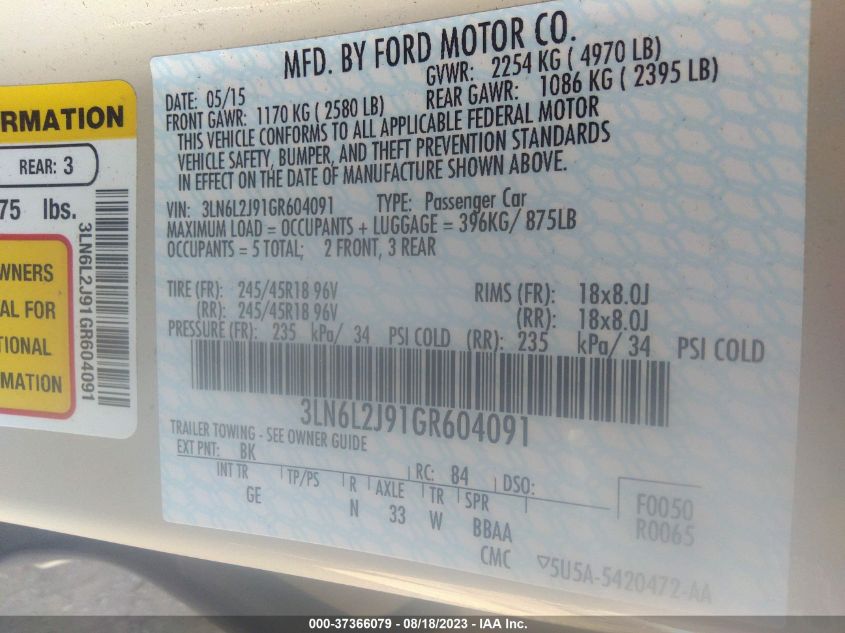 MFD. BY FORD MOTOR CO.
DATE: 05/15 GVWR: 2254 KG ( 4970 LB)
FRONT GAWR: 1170 KG ( 2580 LB) REAR GAWR: 1086 KG ( 2395 LB)
THIS VEHICLE CONFORMS TO ALL APPLICABLE FEDERAL MOTOR
VEHICLE SAFETY, BUMPER, AND THEFT PREVENTION STANDARDS
IN EFFECT ON THE DATE OF MANUFACTURE SHOWN ABOVE.
VIN: 3LN6L2J91GR604091 TYPE: Passenger Car
MAXIMUM LOAD = OCCUPANTS + LUGGAGE = 396KG/ 875LB
OCCUPANTS = 5 TOTAL; 2 FRONT, 3 REAR
TIRE (FR): 245/45R18 96V RIMS (FR): 18x8.0J
(RR): 245/45R18 96V (RR): 18x8.0J
PRESSURE (FR): 235 kPa/ 34 PSI COLD (RR): 235 kPa/ 34 PSI COLD
3LN6L2J91GR604091
TRAILER TOWING - SEE OWNER GUIDE
EXT PNT: BK RC: 84 DSO:
INT TR TP/PS R AXLE TR SPR
GE N 33 W BBAA
CMC
F0050
R0065
▽5U5A-5420472-AA
RMATION
REAR: 3
75 lbs.
3LN6L2J91GR604091
WNERS
AL FOR
TIONAL
MATION
000-37366079 - 08/18/2023 - IAA Inc.